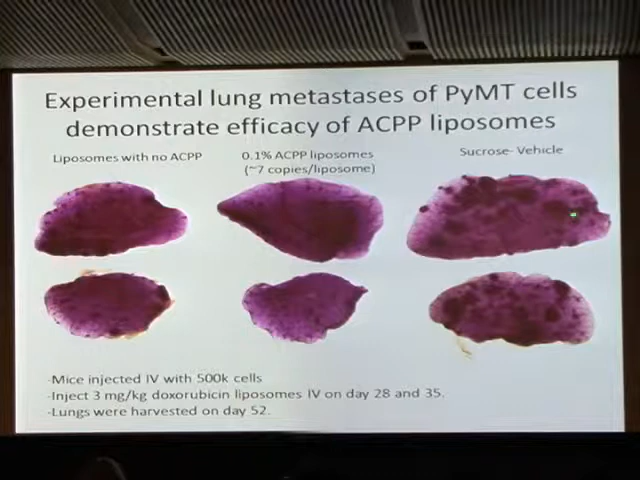 Experimental lung metastases of PyMT cells
demonstrate efficacy of ACPP liposomes
Liposomes with no ACPP
0.1% ACPP liposomes
(~7 copies/liposome)
Sucrose- Vehicle
-Mice injected IV with 500k cells
-Inject 3 mg/kg doxorubicin liposomes IV on day 28 and 35.
-Lungs were harvested on day 52.